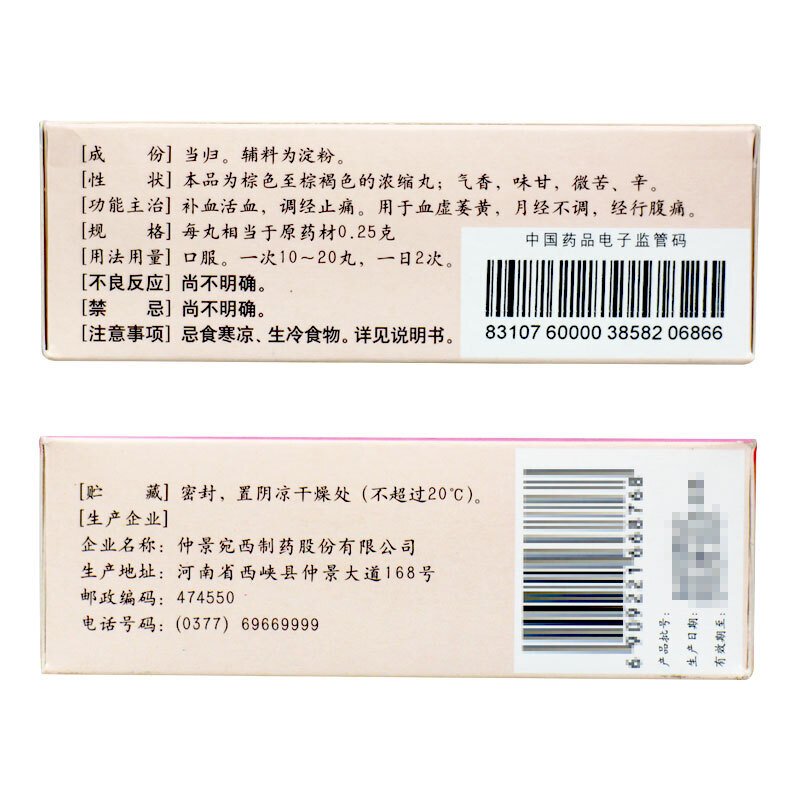 [成 份] 当归。辅料为淀粉。
[性 状] 本品为棕色至棕褐色的浓缩丸；气香，味甘，微苦、辛。
[功能主治] 补血活血，调经止痛。用于血虚萎黄，月经不调，经行腹痛。
[规 格] 每丸相当于原药材0.25克
[用法用量] 口服。一次10～20丸，一日2次。
[不良反应] 尚不明确。
[禁 忌] 尚不明确。
[注意事项] 忌食寒凉、生冷食物。详见说明书。
中国药品电子监管码
83107 60000 38582 06866
[贮 藏] 密封，置阴凉干燥处（不超过20℃）。
[生产企业]
企业名称：仲景宛西制药股份有限公司
生产地址：河南省西峡县仲景大道168号
邮政编码：474550
电话号码：(0377) 69669999
6 909221 668768
产品批号：
生产日期：
有效期至：